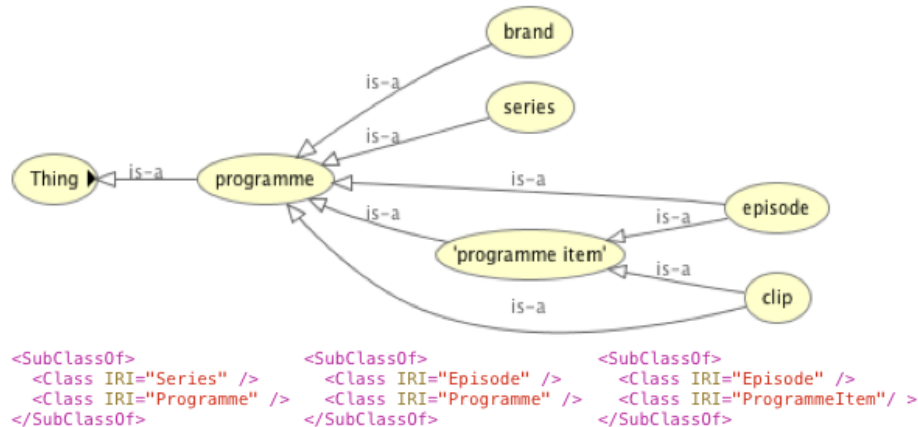 brand
is-a
series
is-a
Thing
is-a
programme
is-a
episode
is-a
is-a
'programme item'
is-a
clip
is-a
<SubClassOf>
<Class IRI="Series" />
<Class IRI="Programme" />
</SubClassOf>
<SubClassOf>
<Class IRI="Episode" />
<Class IRI="Programme" />
</SubClassOf>
<SubClassOf>
<Class IRI="Episode" />
<Class IRI="ProgrammeItem"/ >
</SubClassOf>